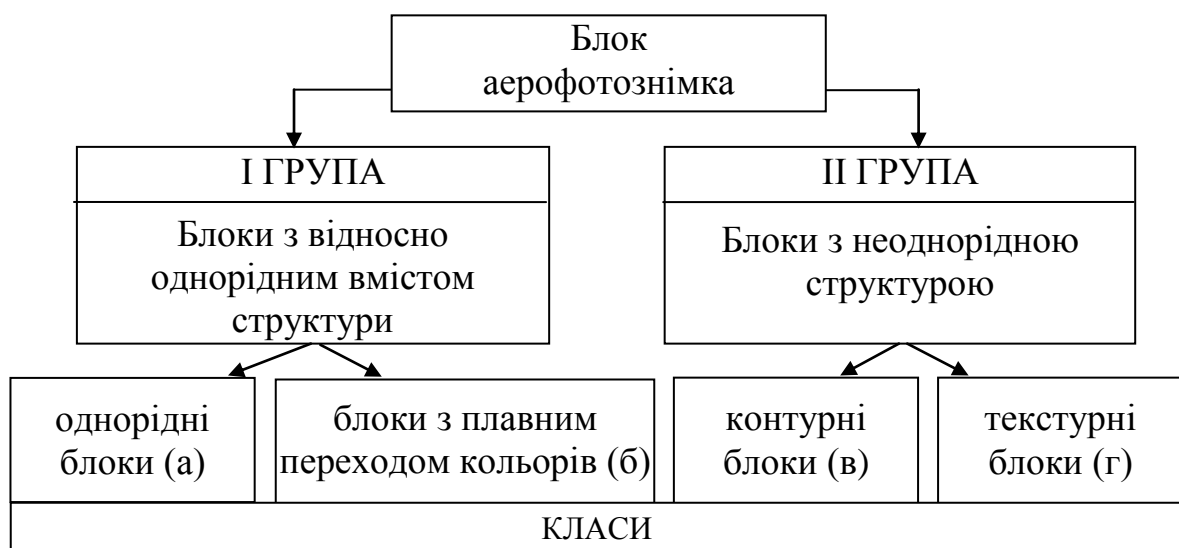 Блок
аерофотознімка
І ГРУПА
Блоки з відносно
однорідним вмістом
структури
ІІ ГРУПА
Блоки з неоднорідною
структурою
однорідні
блоки (а)
блоки з плавним
переходом кольорів (б)
контурні
блоки (в)
текстурні
блоки (г)
КЛАСИ